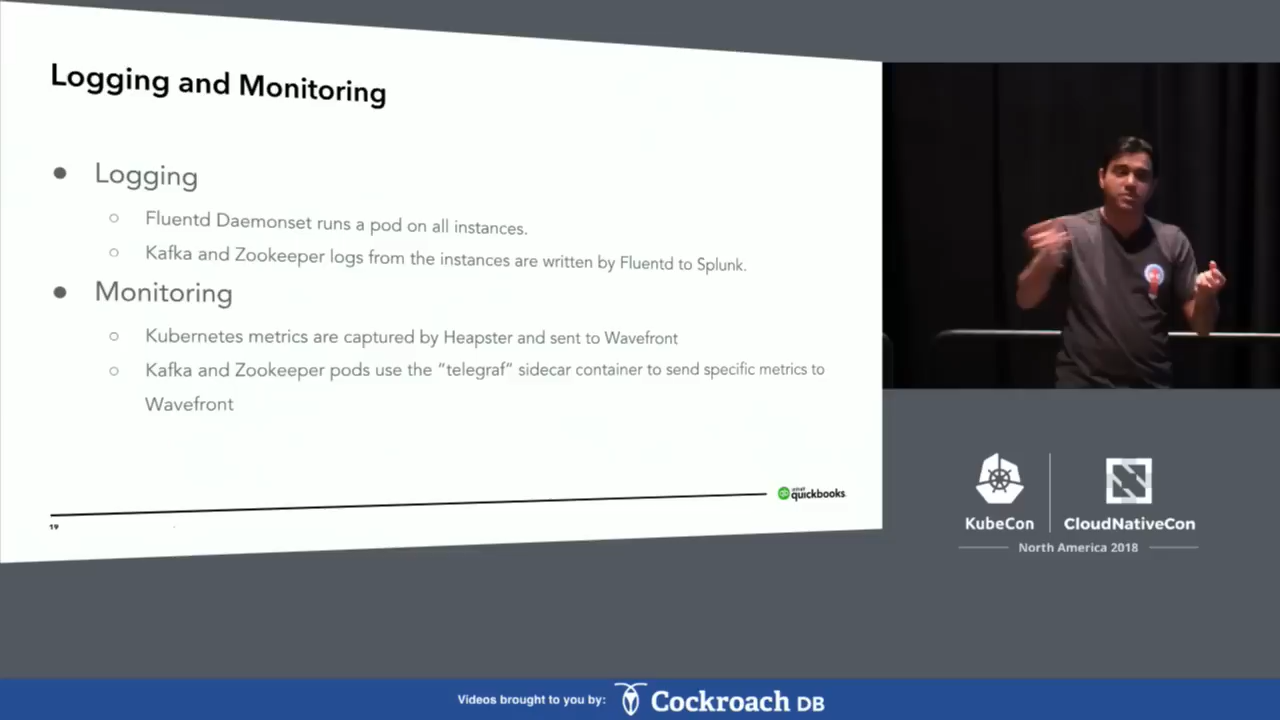 Logging and Monitoring
● Logging
○ Fluentd Daemonset runs a pod on all instances.
○ Kafka and Zookeeper logs from the instances are written by Fluentd to Splunk.
● Monitoring
○ Kubernetes metrics are captured by Heapster and sent to Wavefront
○ Kafka and Zookeeper pods use the “telegraf” sidecar container to send specific metrics to
Wavefront
intuit
quickbooks
19
KubeCon
CloudNativeCon
North America 2018
Videos brought to you by:
Cockroach DB